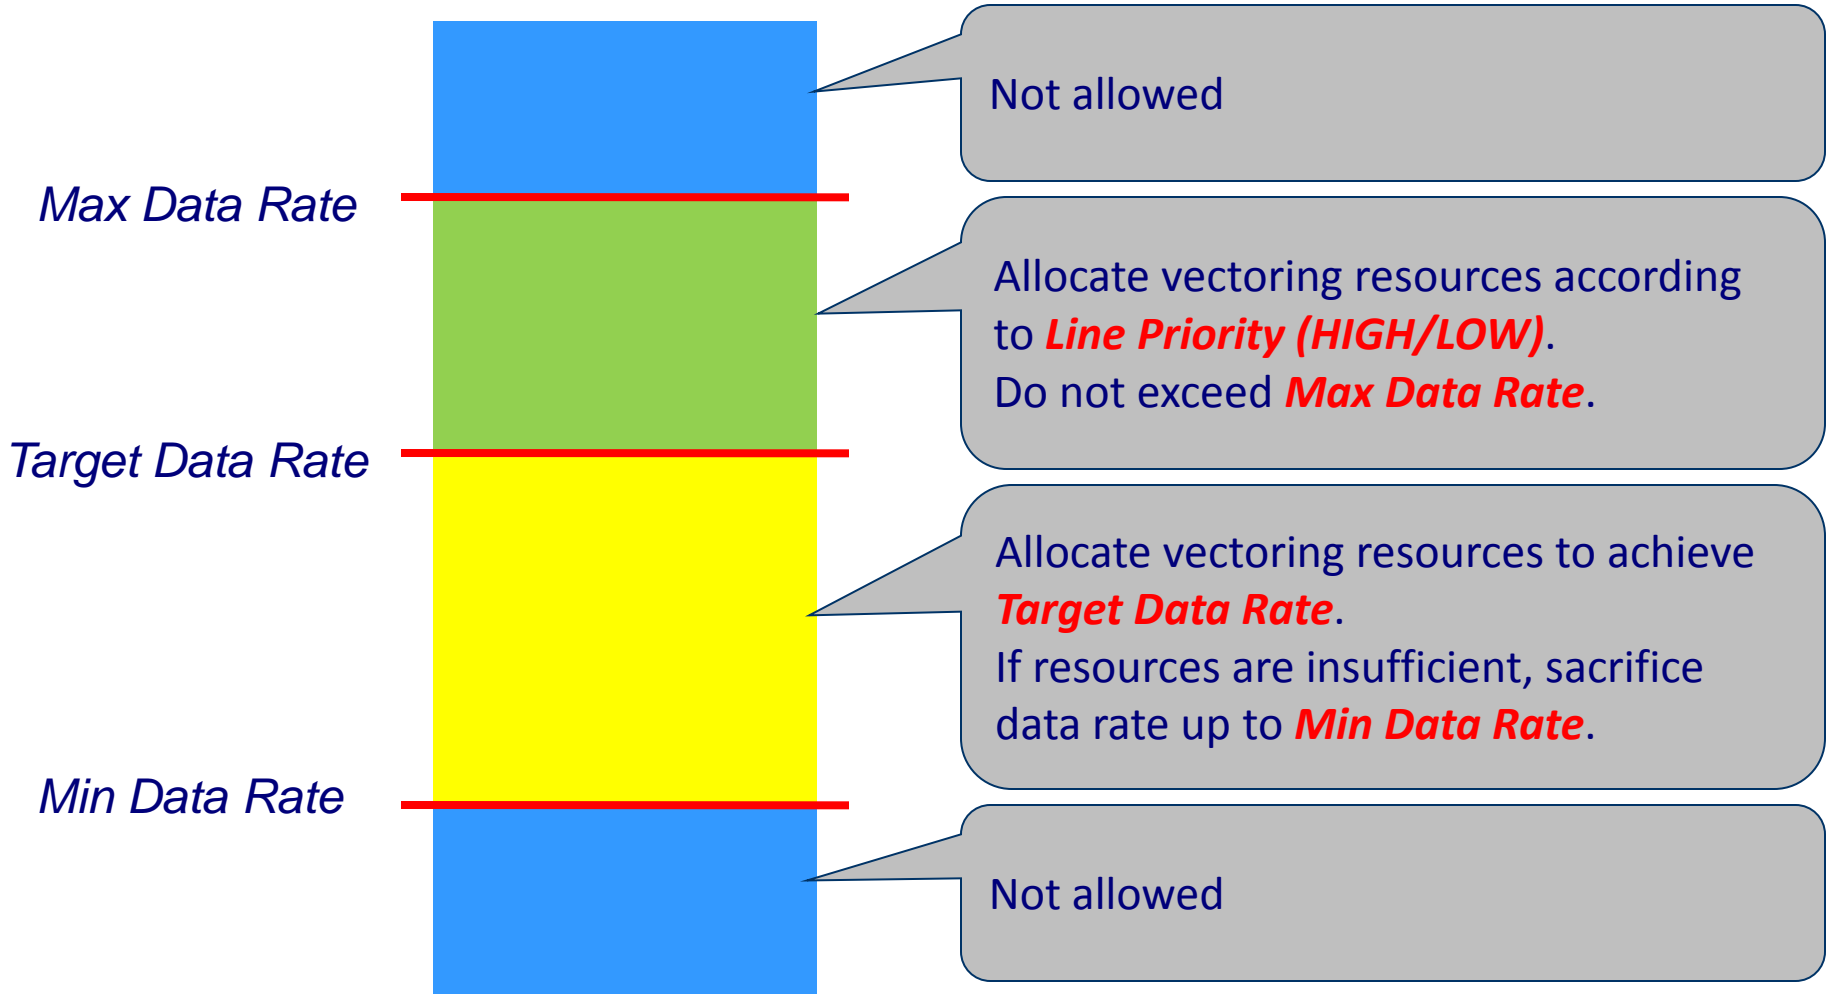 Not allowed
Max Data Rate
Allocate vectoring resources according
to Line Priority (HIGH/LOW).
Do not exceed Max Data Rate.
Target Data Rate
Allocate vectoring resources to achieve
Target Data Rate.
If resources are insufficient, sacrifice
data rate up to Min Data Rate.
Min Data Rate
Not allowed